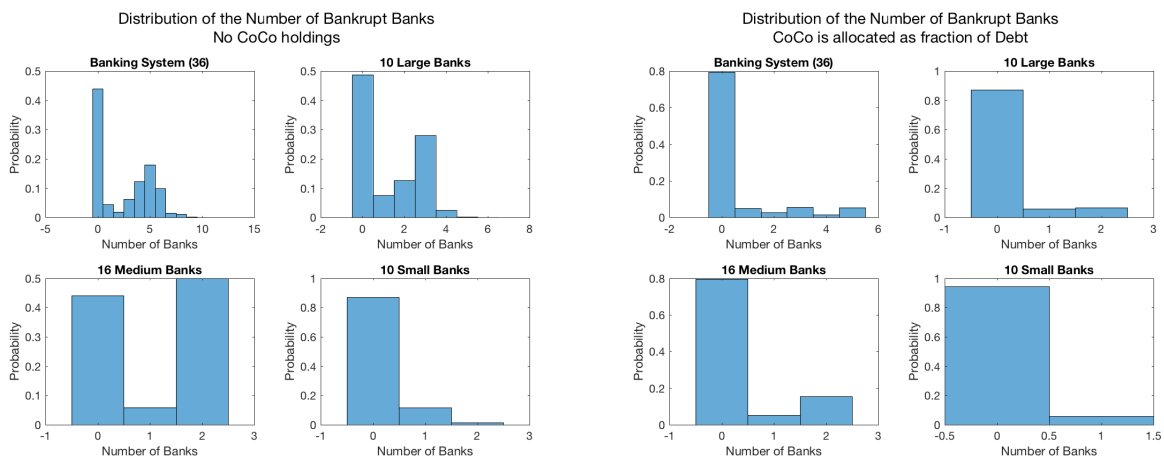 Distribution of the Number of Bankrupt Banks
No CoCo holdings
Banking System (36)
0.5
0.4
0.3
0.2
0.1
0
Probability
-5 0 5 10 15
Number of Banks
10 Large Banks
0.5
0.4
0.3
0.2
0.1
0
Probability
-2 0 2 4 6 8
Number of Banks
16 Medium Banks
0.5
0.4
0.3
0.2
0.1
0
Probability
-1 0 1 2 3
Number of Banks
10 Small Banks
1
0.8
0.6
0.4
0.2
0
Probability
-1 0 1 2 3
Number of Banks
Distribution of the Number of Bankrupt Banks
CoCo is allocated as fraction of Debt
Banking System (36)
0.8
0.6
0.4
0.2
0
Probability
-2 0 2 4 6
Number of Banks
10 Large Banks
1
0.8
0.6
0.4
0.2
0
Probability
-1 0 1 2 3
Number of Banks
16 Medium Banks
0.8
0.6
0.4
0.2
0
Probability
-1 0 1 2 3
Number of Banks
10 Small Banks
1
0.8
0.6
0.4
0.2
0
Probability
-0.5 0 0.5 1 1.5
Number of Banks